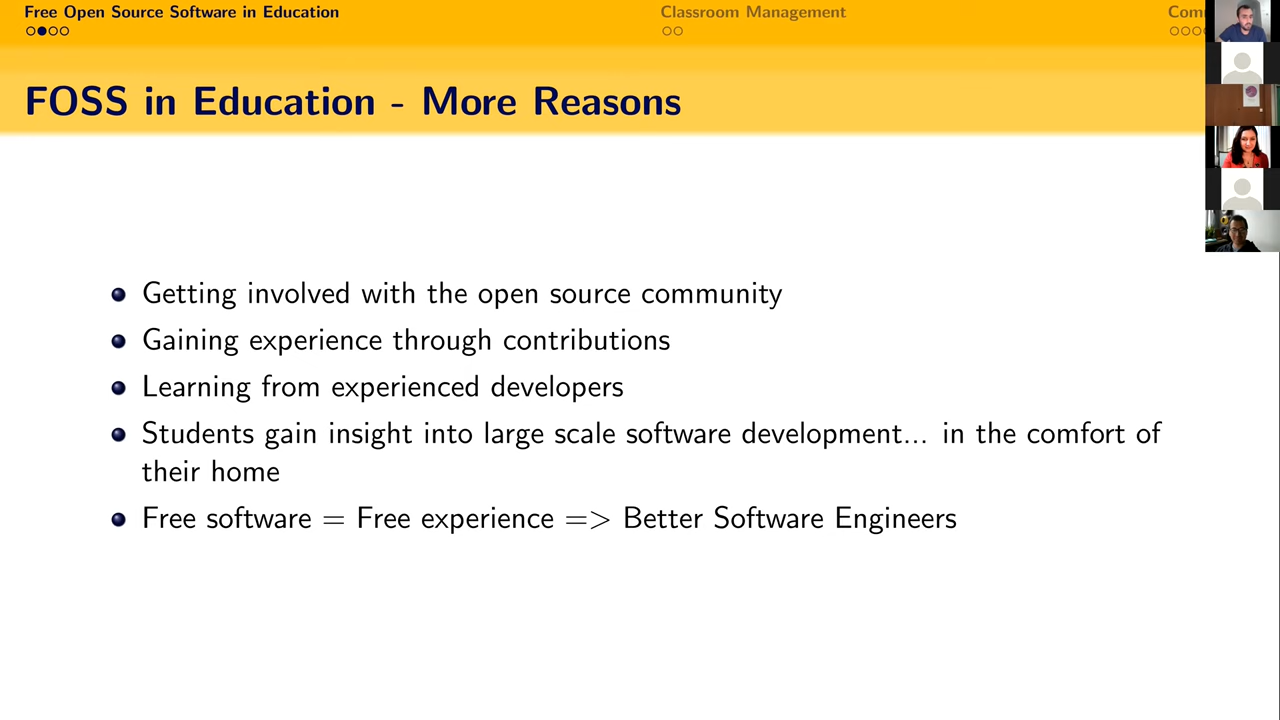 Free Open Source Software in Education
Classroom Management
FOSS in Education - More Reasons
Getting involved with the open source community
Gaining experience through contributions
Learning from experienced developers
Students gain insight into large scale software development... in the comfort of
their home
Free software = Free experience => Better Software Engineers